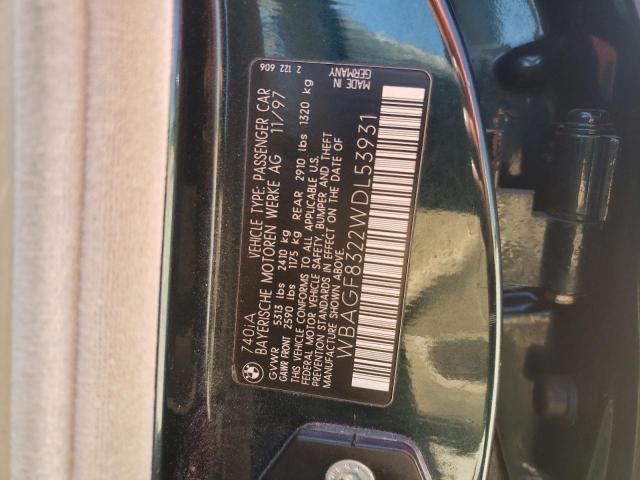 740iA VEHICLE TYPE: PASSENGER CAR
BAYERISCHE MOTOREN WERKE AG 11/97
GVWR 5313 lbs 2410 kg
GAWR FRONT 2590 lbs 1175 kg REAR 2910 lbs 1320 kg
THIS VEHICLE CONFORMS TO ALL APPLICABLE U.S.
FEDERAL MOTOR VEHICLE SAFETY, BUMPER AND THEFT
PREVENTION STANDARDS IN EFFECT ON THE DATE OF
MANUFACTURE SHOWN ABOVE.
WBAGF8322WDL53931
2 122 606
MADE IN
GERMANY